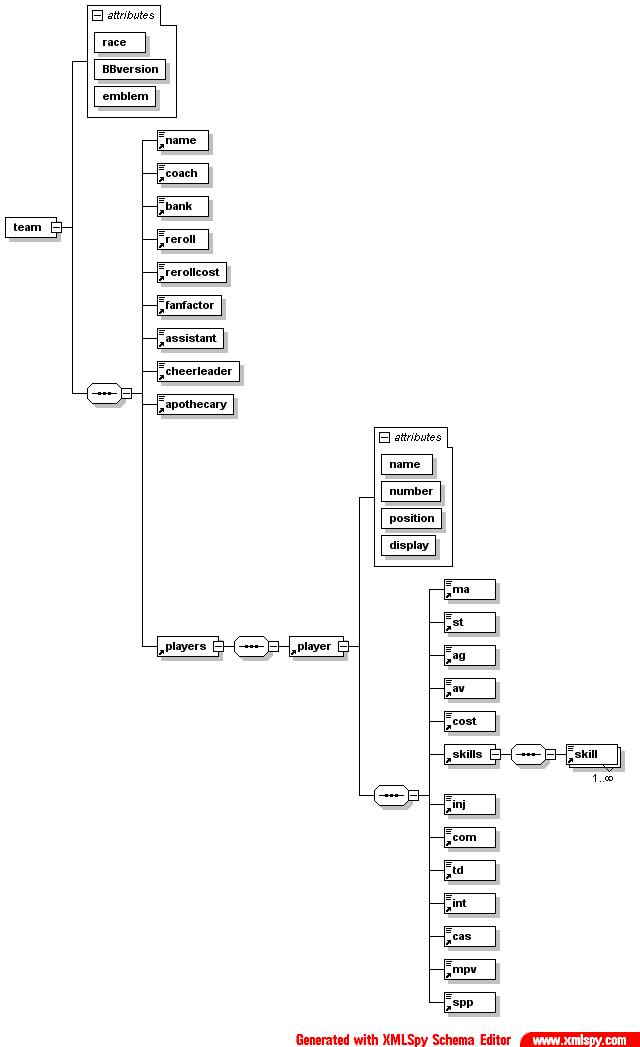 attributes
race
BBversion
emblem
name
coach
bank
team
reroll
rerollcost
fanfactor
assistant
cheerleader
apothecary
attributes
name
number
position
display
ma
st
players
player
ag
av
cost
skills
skill
1..∞
inj
com
td
int
cas
mpv
spp
Generated with XMLSpy Schema Editor www.xmlspy.com